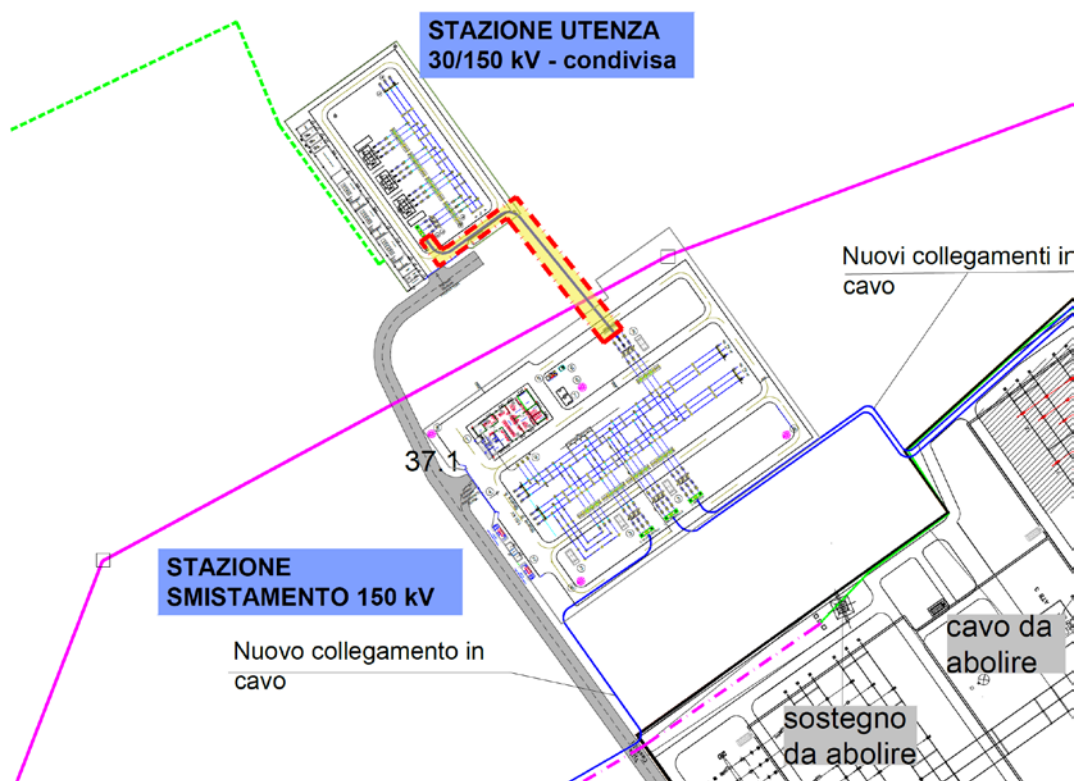 STAZIONE UTENZA
30/150 kV - condivisa
Nuovi collegamenti in
cavo
37.1
STAZIONE
SMISTAMENTO 150 kV
Nuovo collegamento in
cavo
cavo da
abolire
sostegno
da abolire